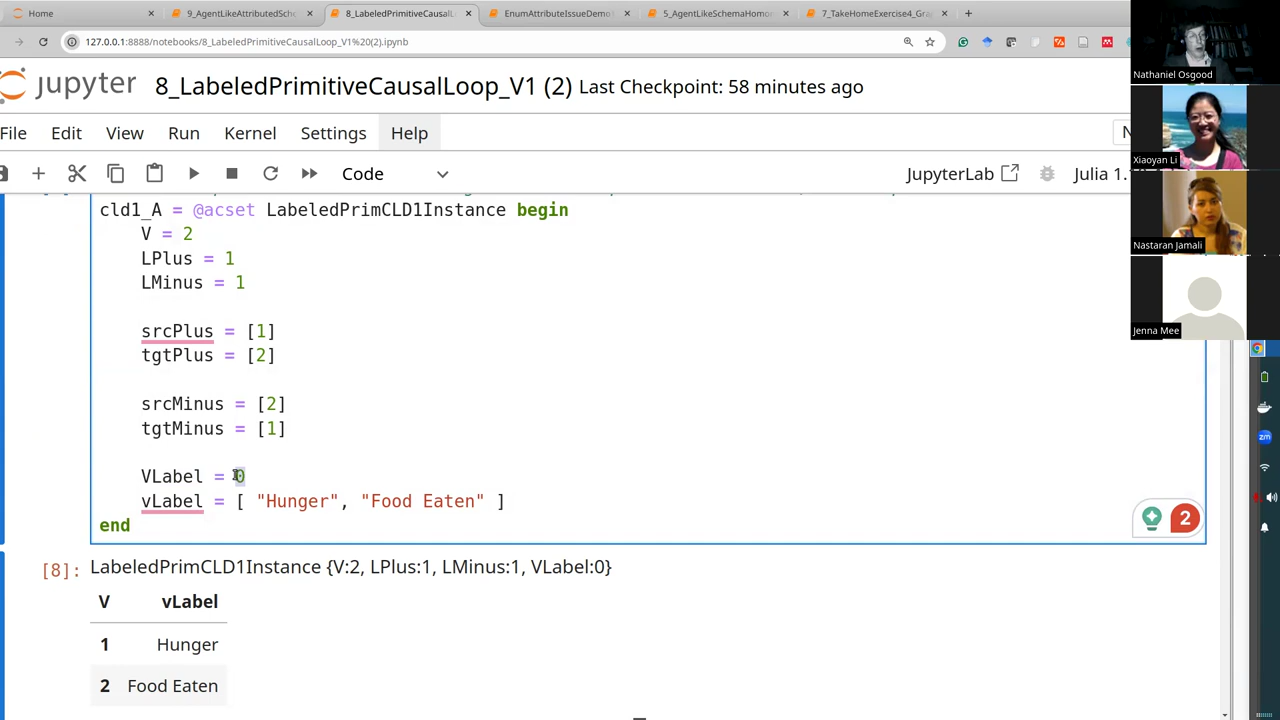 Home
9_AgentLikeAttributedSch
8_LabeledPrimitiveCausalL
EnumAttributeIssueDemo
5_AgentLikeSchemaHomor
7_TakeHomeExercise4_Gra
127.0.0.1:8888/notebooks/8_LabeledPrimitiveCausalLoop_V1%20(2).ipynb
jupyter 8_LabeledPrimitiveCausalLoop_V1 (2) Last Checkpoint: 58 minutes ago
File Edit View Run Kernel Settings Help
Code JupyterLab Julia 1.
cld1_A = @acset LabeledPrimCLD1Instance begin
V = 2
LPlus = 1
LMinus = 1
srcPlus = [1]
tgtPlus = [2]
srcMinus = [2]
tgtMinus = [1]
VLabel = 0
vLabel = [ "Hunger", "Food Eaten" ]
end
2
[8]: LabeledPrimCLD1Instance {V:2, LPlus:1, LMinus:1, VLabel:0}
V vLabel
1 Hunger
2 Food Eaten
Nathaniel Osgood
Xiaoyan Li
Nastaran Jamali
Jenna Mee
zm